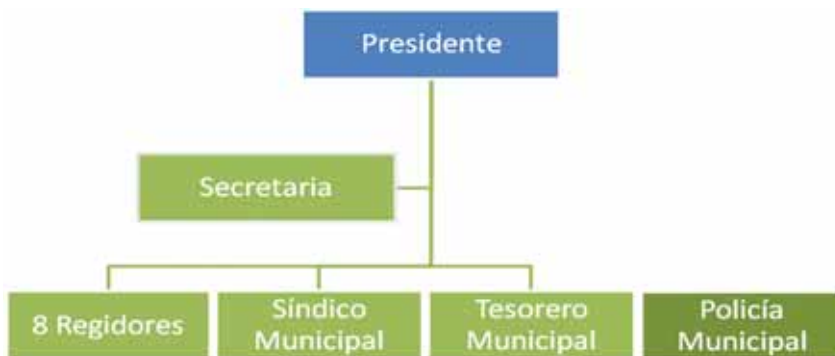 Presidente
Secretaria
8 Regidores
Síndico
Municipal
Tesorero
Municipal
Policía
Municipal